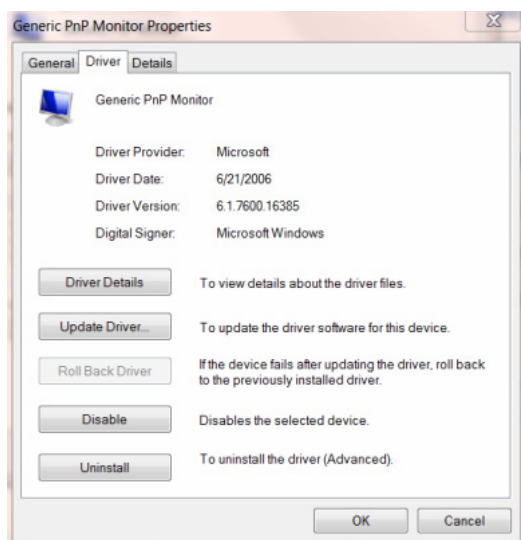 Generic PnP Monitor Properties
General Driver Details
Generic PnP Monitor
Driver Provider: Microsoft
Driver Date: 6/21/2006
Driver Version: 6.1.7600.16385
Digital Signer: Microsoft Windows
Driver Details To view details about the driver files.
Update Driver... To update the driver software for this device.
Roll Back Driver If the device fails after updating the driver, roll back
to the previously installed driver.
Disable Disables the selected device.
Uninstall To uninstall the driver (Advanced).
OK Cancel